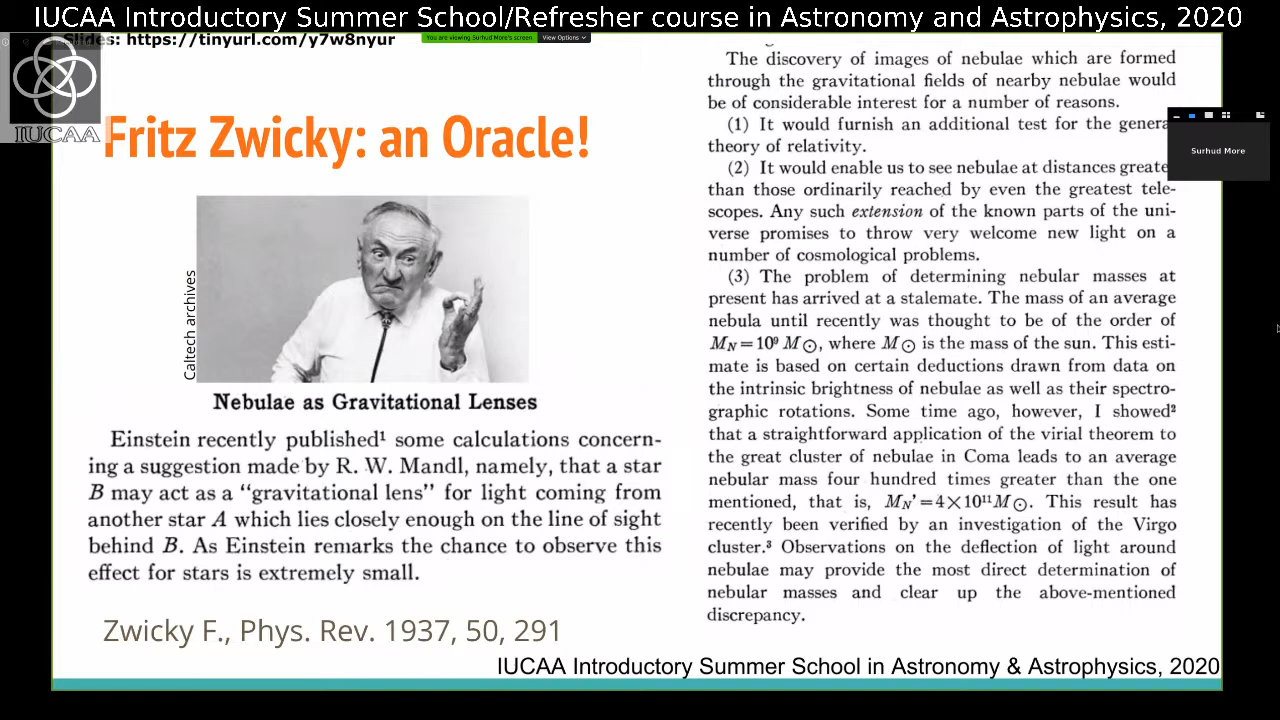 IUCAA Introductory Summer School/Refresher course in Astronomy and Astrophysics, 2020
Slides: https://tinyurl.com/y7w8nyur
You are viewing Surhud More's screen
View Options
IUCAA
Fritz Zwicky: an Oracle!
Caltech archives
Nebulae as Gravitational Lenses
Einstein recently published¹ some calculations concern-
ing a suggestion made by R. W. Mandl, namely, that a star
B may act as a “gravitational lens” for light coming from
another star A which lies closely enough on the line of sight
behind B. As Einstein remarks the chance to observe this
effect for stars is extremely small.
Zwicky F., Phys. Rev. 1937, 50, 291
The discovery of images of nebulae which are formed
through the gravitational fields of nearby nebulae would
be of considerable interest for a number of reasons.
(1) It would furnish an additional test for the genera
theory of relativity.
(2) It would enable us to see nebulae at distances greate
than those ordinarily reached by even the greatest tele-
scopes. Any such extension of the known parts of the uni-
verse promises to throw very welcome new light on a
number of cosmological problems.
(3) The problem of determining nebular masses at
present has arrived at a stalemate. The mass of an average
nebula until recently was thought to be of the order of
M_N=10⁹ M⊙, where M⊙ is the mass of the sun. This esti-
mate is based on certain deductions drawn from data on
the intrinsic brightness of nebulae as well as their spectro-
graphic rotations. Some time ago, however, I showed²
that a straightforward application of the virial theorem to
the great cluster of nebulae in Coma leads to an average
nebular mass four hundred times greater than the one
mentioned, that is, M_N'=4×10¹¹M⊙. This result has
recently been verified by an investigation of the Virgo
cluster.³ Observations on the deflection of light around
nebulae may provide the most direct determination of
nebular masses and clear up the above-mentioned
discrepancy.
Surhud More
IUCAA Introductory Summer School in Astronomy & Astrophysics, 2020